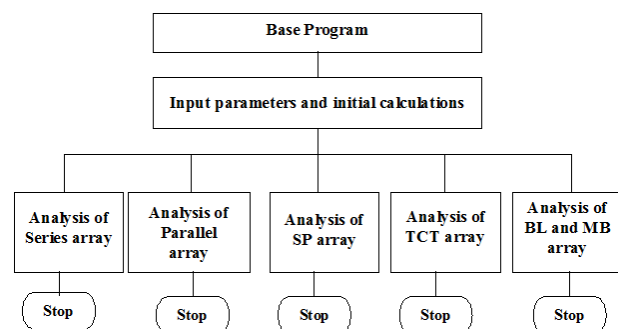 Base Program
Input parameters and initial calculations
Analysis of
Series array
Analysis of
Parallel
array
Analysis of
SP array
Analysis of
TCT array
Analysis of
BL and MB
array
Stop
Stop
Stop
Stop
Stop